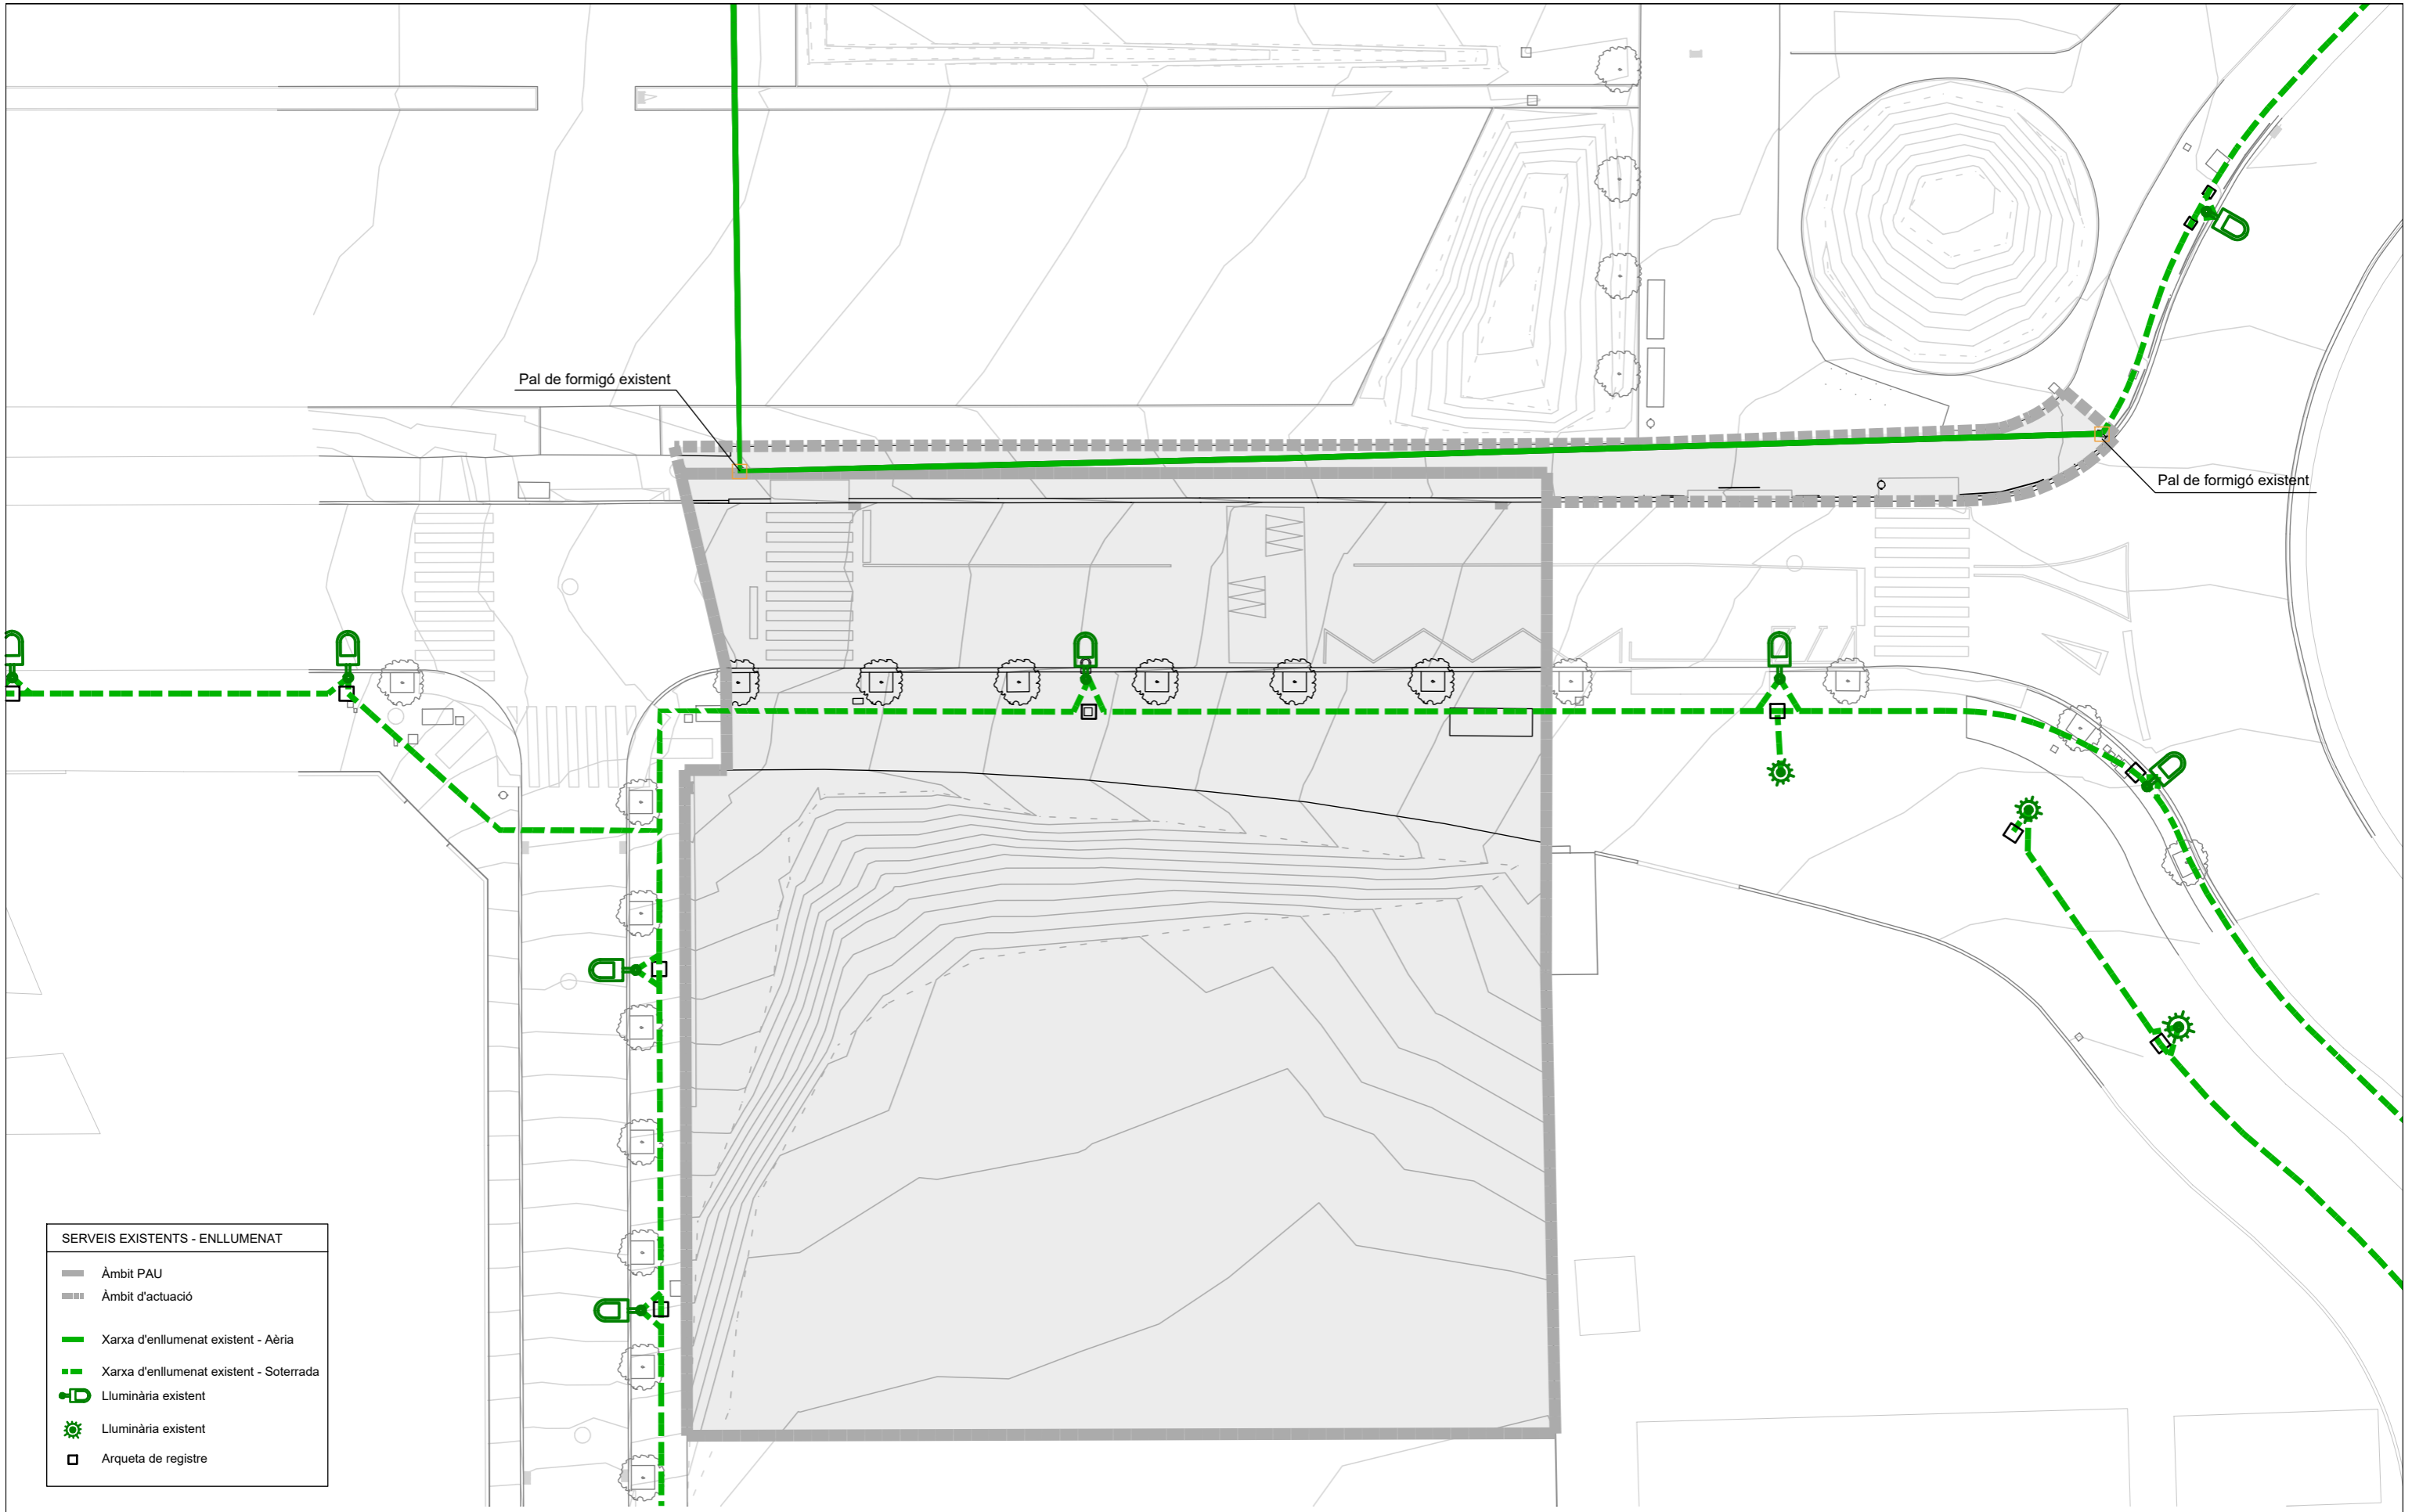 Pal de formigó existent
Pal de formigó existent
SERVEIS EXISTENTS - ENLLUMENAT
Àmbit PAU
Àmbit d'actuació
Xarxa d'enllumenat existent - Aèria
Xarxa d'enllumenat existent - Soterrada
Lluminària existent
Lluminària existent
Arqueta de registre